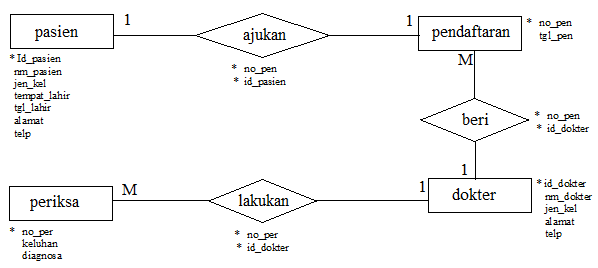 pasien
1
ajukan
1
pendaftaran
* no_pen
tgl_pen
* Id_pasien
nm_pasien
jen_kel
tempat_lahir
tgl_lahir
alamat
telp
* no_pen
* id_pasien
M
beri
* no_pen
* id_dokter
1
periksa
M
lakukan
1
dokter
* id_dokter
nm_dokter
jen_kel
alamat
telp
* no_per
keluhan
diagnosa
* no_per
* id_dokter